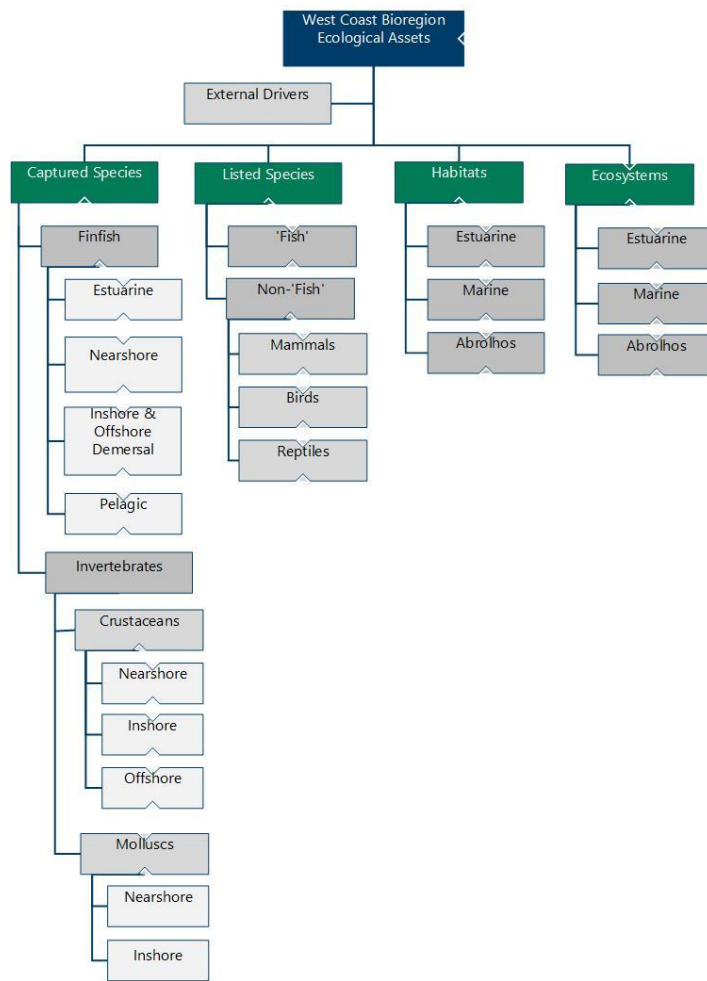 West Coast Bioregion
Ecological Assets
External Drivers
Captured Species
Finfish
Estuarine
Nearshore
Inshore &
Offshore
Demersal
Pelagic
Invertebrates
Crustaceans
Nearshore
Inshore
Offshore
Molluscs
Nearshore
Inshore
Listed Species
'Fish'
Non-'Fish'
Mammals
Birds
Reptiles
Habitats
Estuarine
Marine
Abrolhos
Ecosystems
Estuarine
Marine
Abrolhos